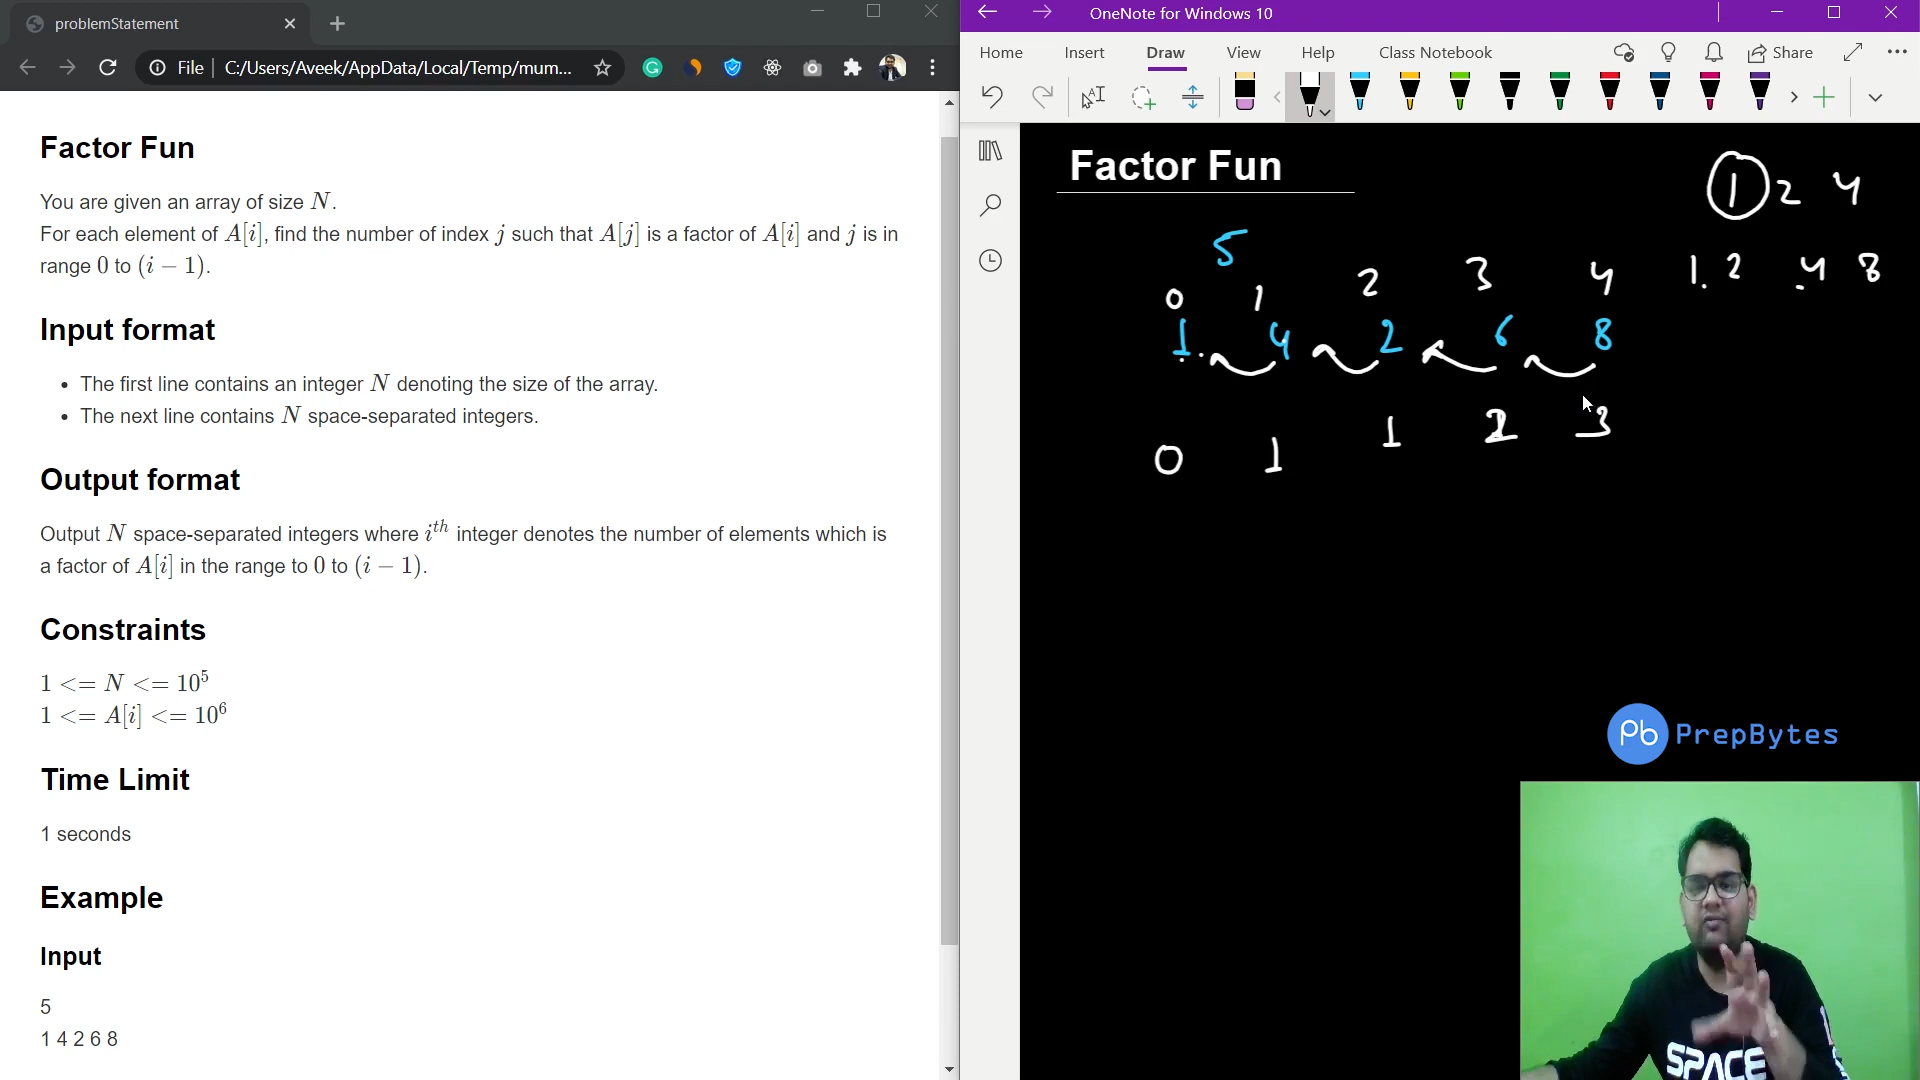 problemStatement
File | C:/Users/Aveek/AppData/Local/Temp/mum...
Factor Fun
You are given an array of size N.
For each element of A[i], find the number of index j such that A[j] is a factor of A[i] and j is in
range 0 to (i − 1).
Input format
• The first line contains an integer N denoting the size of the array.
• The next line contains N space-separated integers.
Output format
Output N space-separated integers where i^th integer denotes the number of elements which is
a factor of A[i] in the range to 0 to (i − 1).
Constraints
1 <= N <= 10^5
1 <= A[i] <= 10^6
Time Limit
1 seconds
Example
Input
5
1 4 2 6 8
OneNote for Windows 10
Home Insert Draw View Help Class Notebook Share
Factor Fun
1 2 4
5
1. 2 4 8
0 1 2 3 4
1 4 2 6 8
0 1 1 2 3
Pb PrepBytes
SPACE